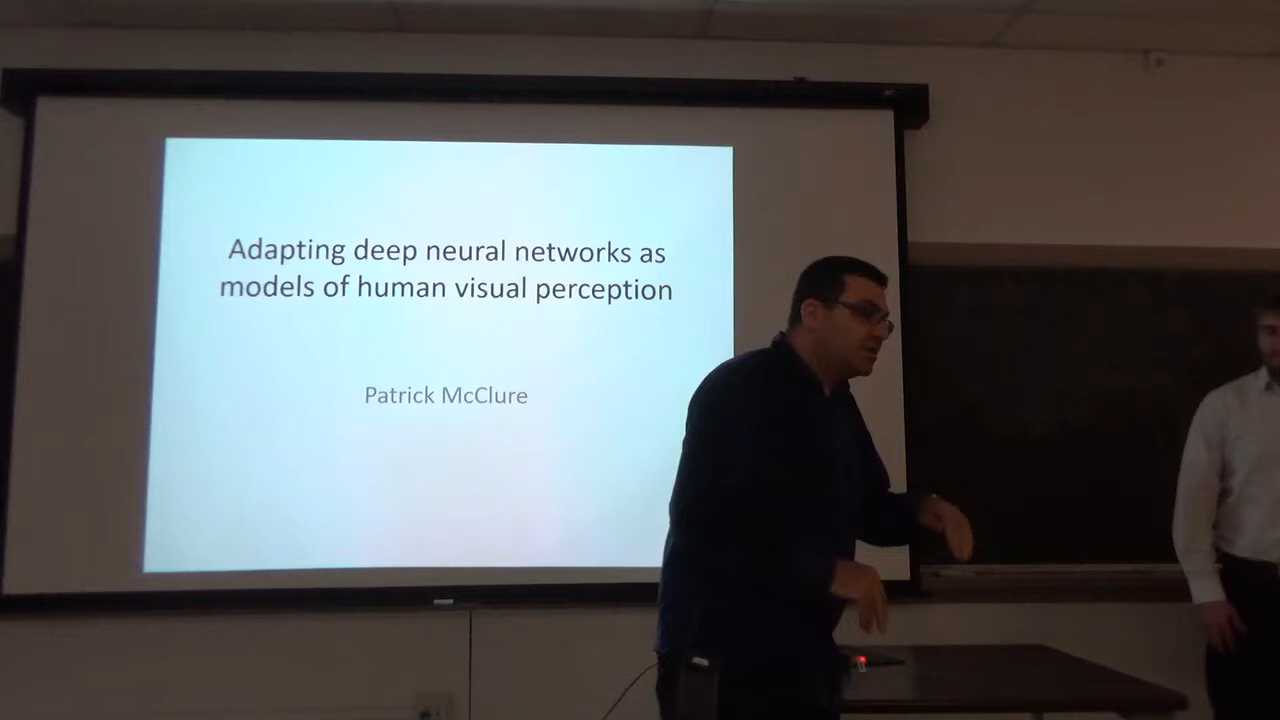 Adapting deep neural networks as
models of human visual perception
Patrick McClure